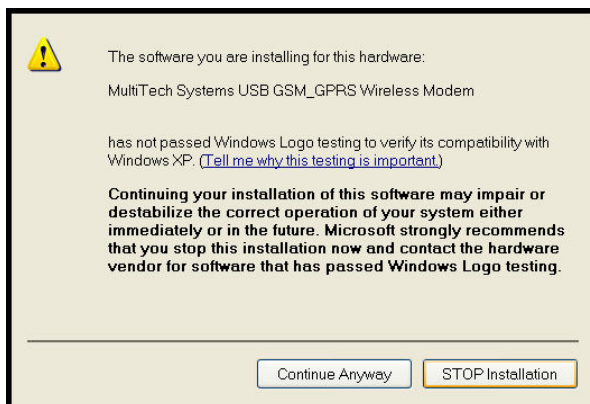 The software you are installing for this hardware:
MultiTech Systems USB GSM_GPRS Wireless Modem
has not passed Windows Logo testing to verify its compatibility with
Windows XP. (Tell me why this testing is important.)
Continuing your installation of this software may impair or
destabilize the correct operation of your system either
immediately or in the future. Microsoft strongly recommends
that you stop this installation now and contact the hardware
vendor for software that has passed Windows Logo testing.
Continue Anyway
STOP Installation